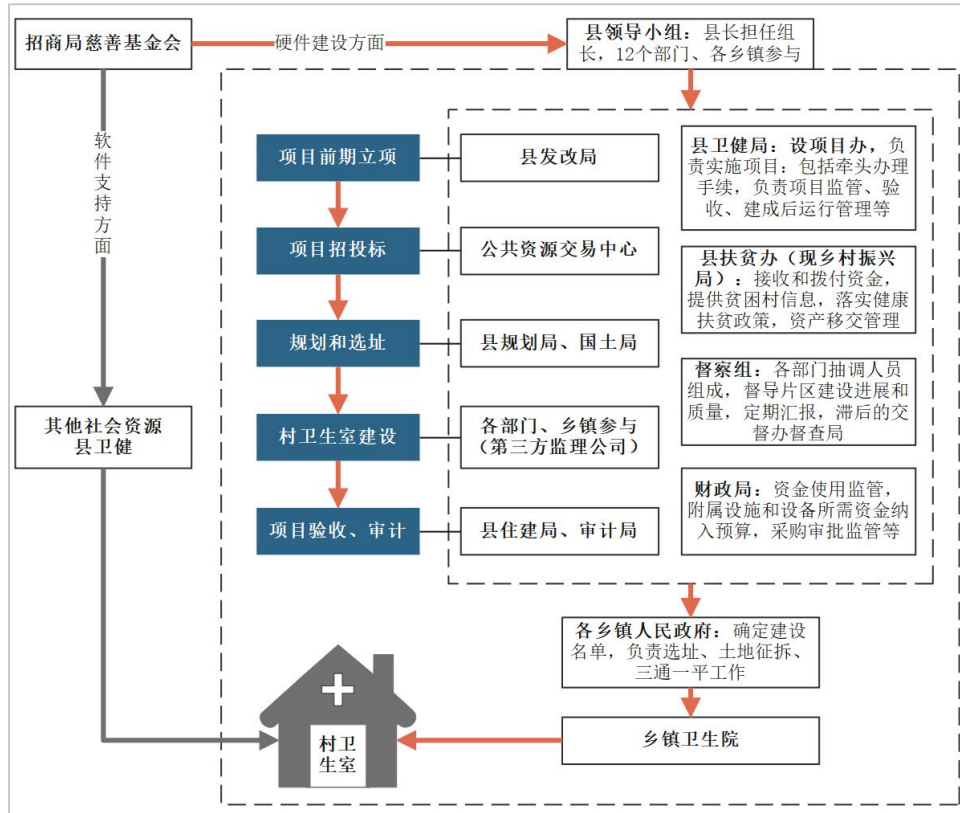 招商局慈善基金会
硬件建设方面
县领导小组：县长担任组
长，12个部门、各乡镇参与
软件支持方面
项目前期立项
县发改局
县卫健局：设项目办，负
责实施项目：包括牵头办理
手续，负责项目监管、验
收、建成后运行管理等
项目招投标
公共资源交易中心
县扶贫办（现乡村振兴
局）：接收和拨付资金，
提供贫困村信息，落实健康
扶贫政策，资产移交管理
规划和选址
县规划局、国土局
督察组：各部门抽调人员
组成，督导片区建设进展和
质量，定期汇报，滞后的交
督办督查局
其他社会资源
县卫健
村卫生室建设
各部门、乡镇参与
（第三方监理公司）
财政局：资金使用监管，
附属设施和设备所需资金纳
入预算，采购审批监管等
项目验收、审计
县住建局、审计局
各乡镇人民政府：确定建设
名单，负责选址、土地征拆、
三通一平工作
乡镇卫生院
村卫
生室